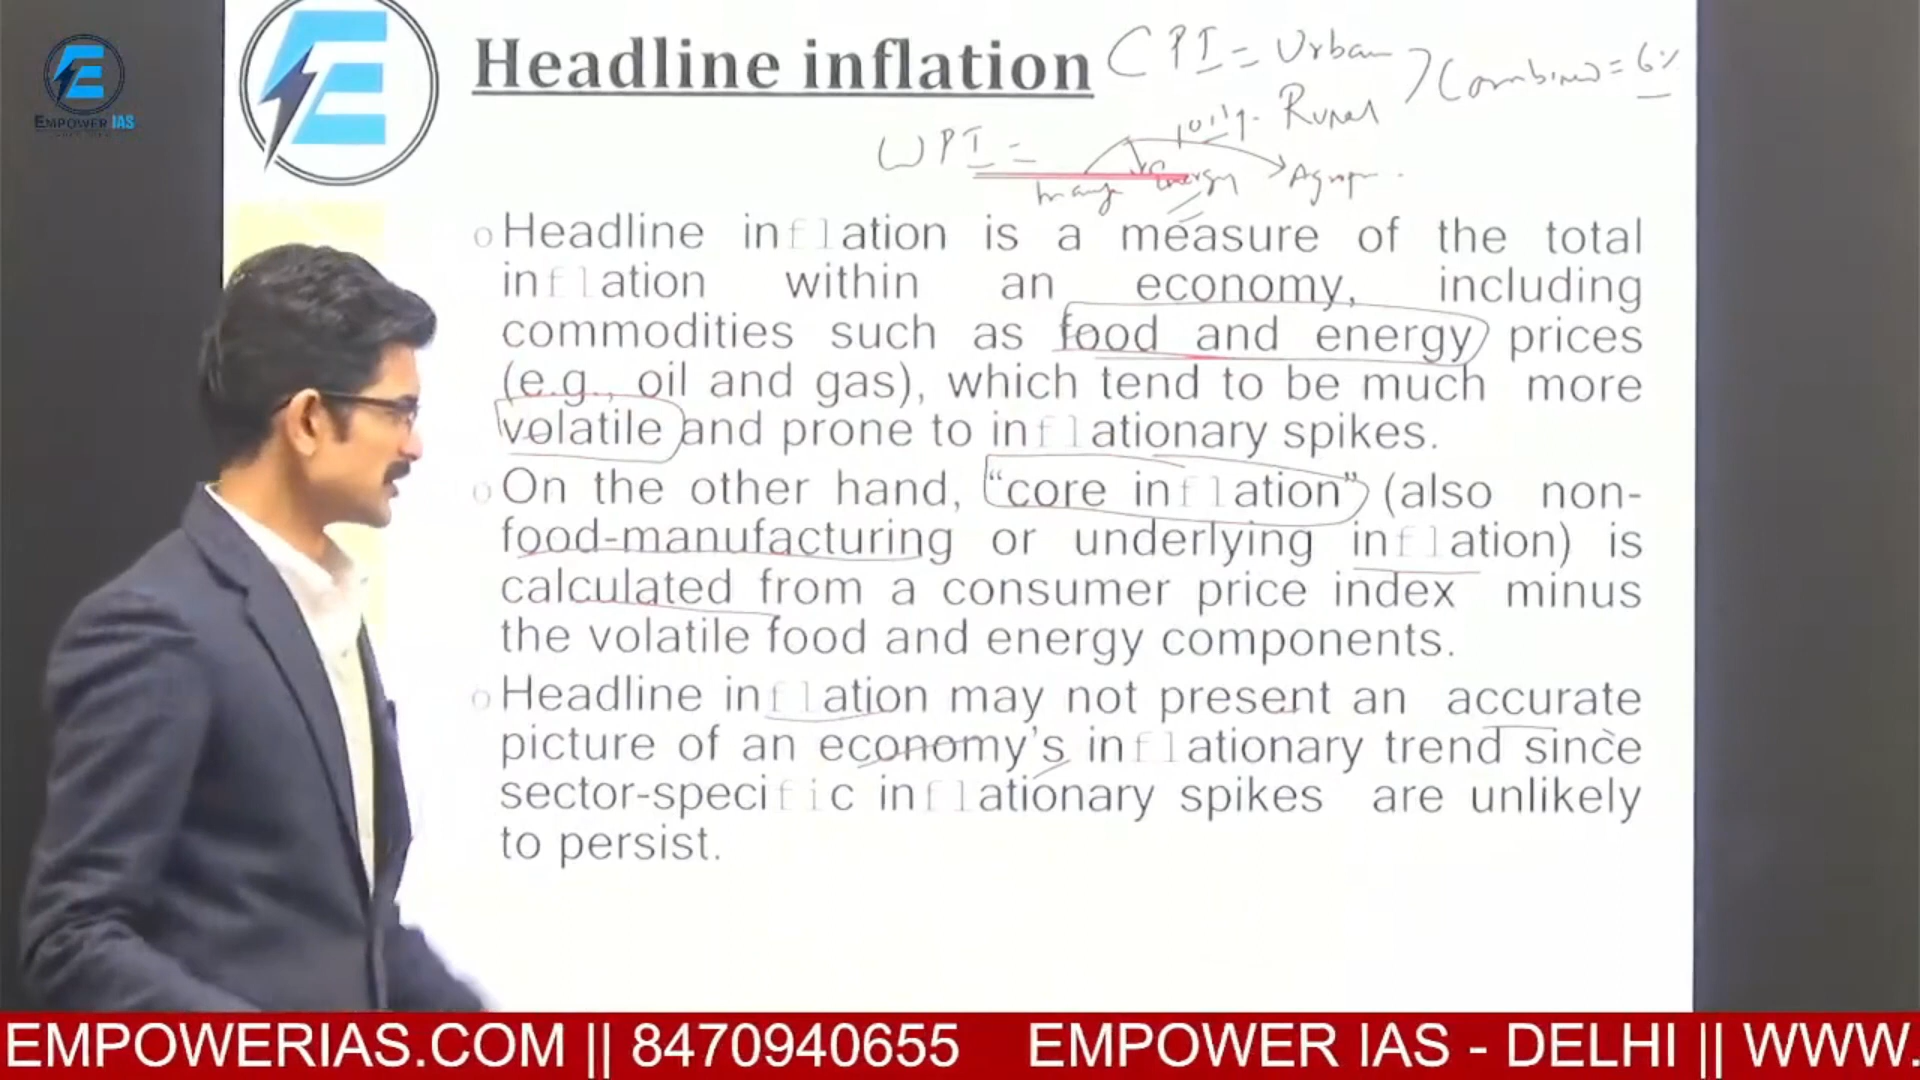 EMPOWER IAS
Headline inflation
CPI = Urban
Rural
Combined = 6%
WPI =
Energy
o Headline inflation is a measure of the total
inflation within an economy, including
commodities such as food and energy prices
(e.g., oil and gas), which tend to be much more
volatile and prone to inflationary spikes.
o On the other hand, “core inflation” (also non-
food-manufacturing or underlying inflation) is
calculated from a consumer price index minus
the volatile food and energy components.
o Headline inflation may not present an accurate
picture of an economy’s inflationary trend since
sector-specific inflationary spikes are unlikely
to persist.
EMPOWERIAS.COM || 8470940655 EMPOWER IAS - DELHI || WWW.